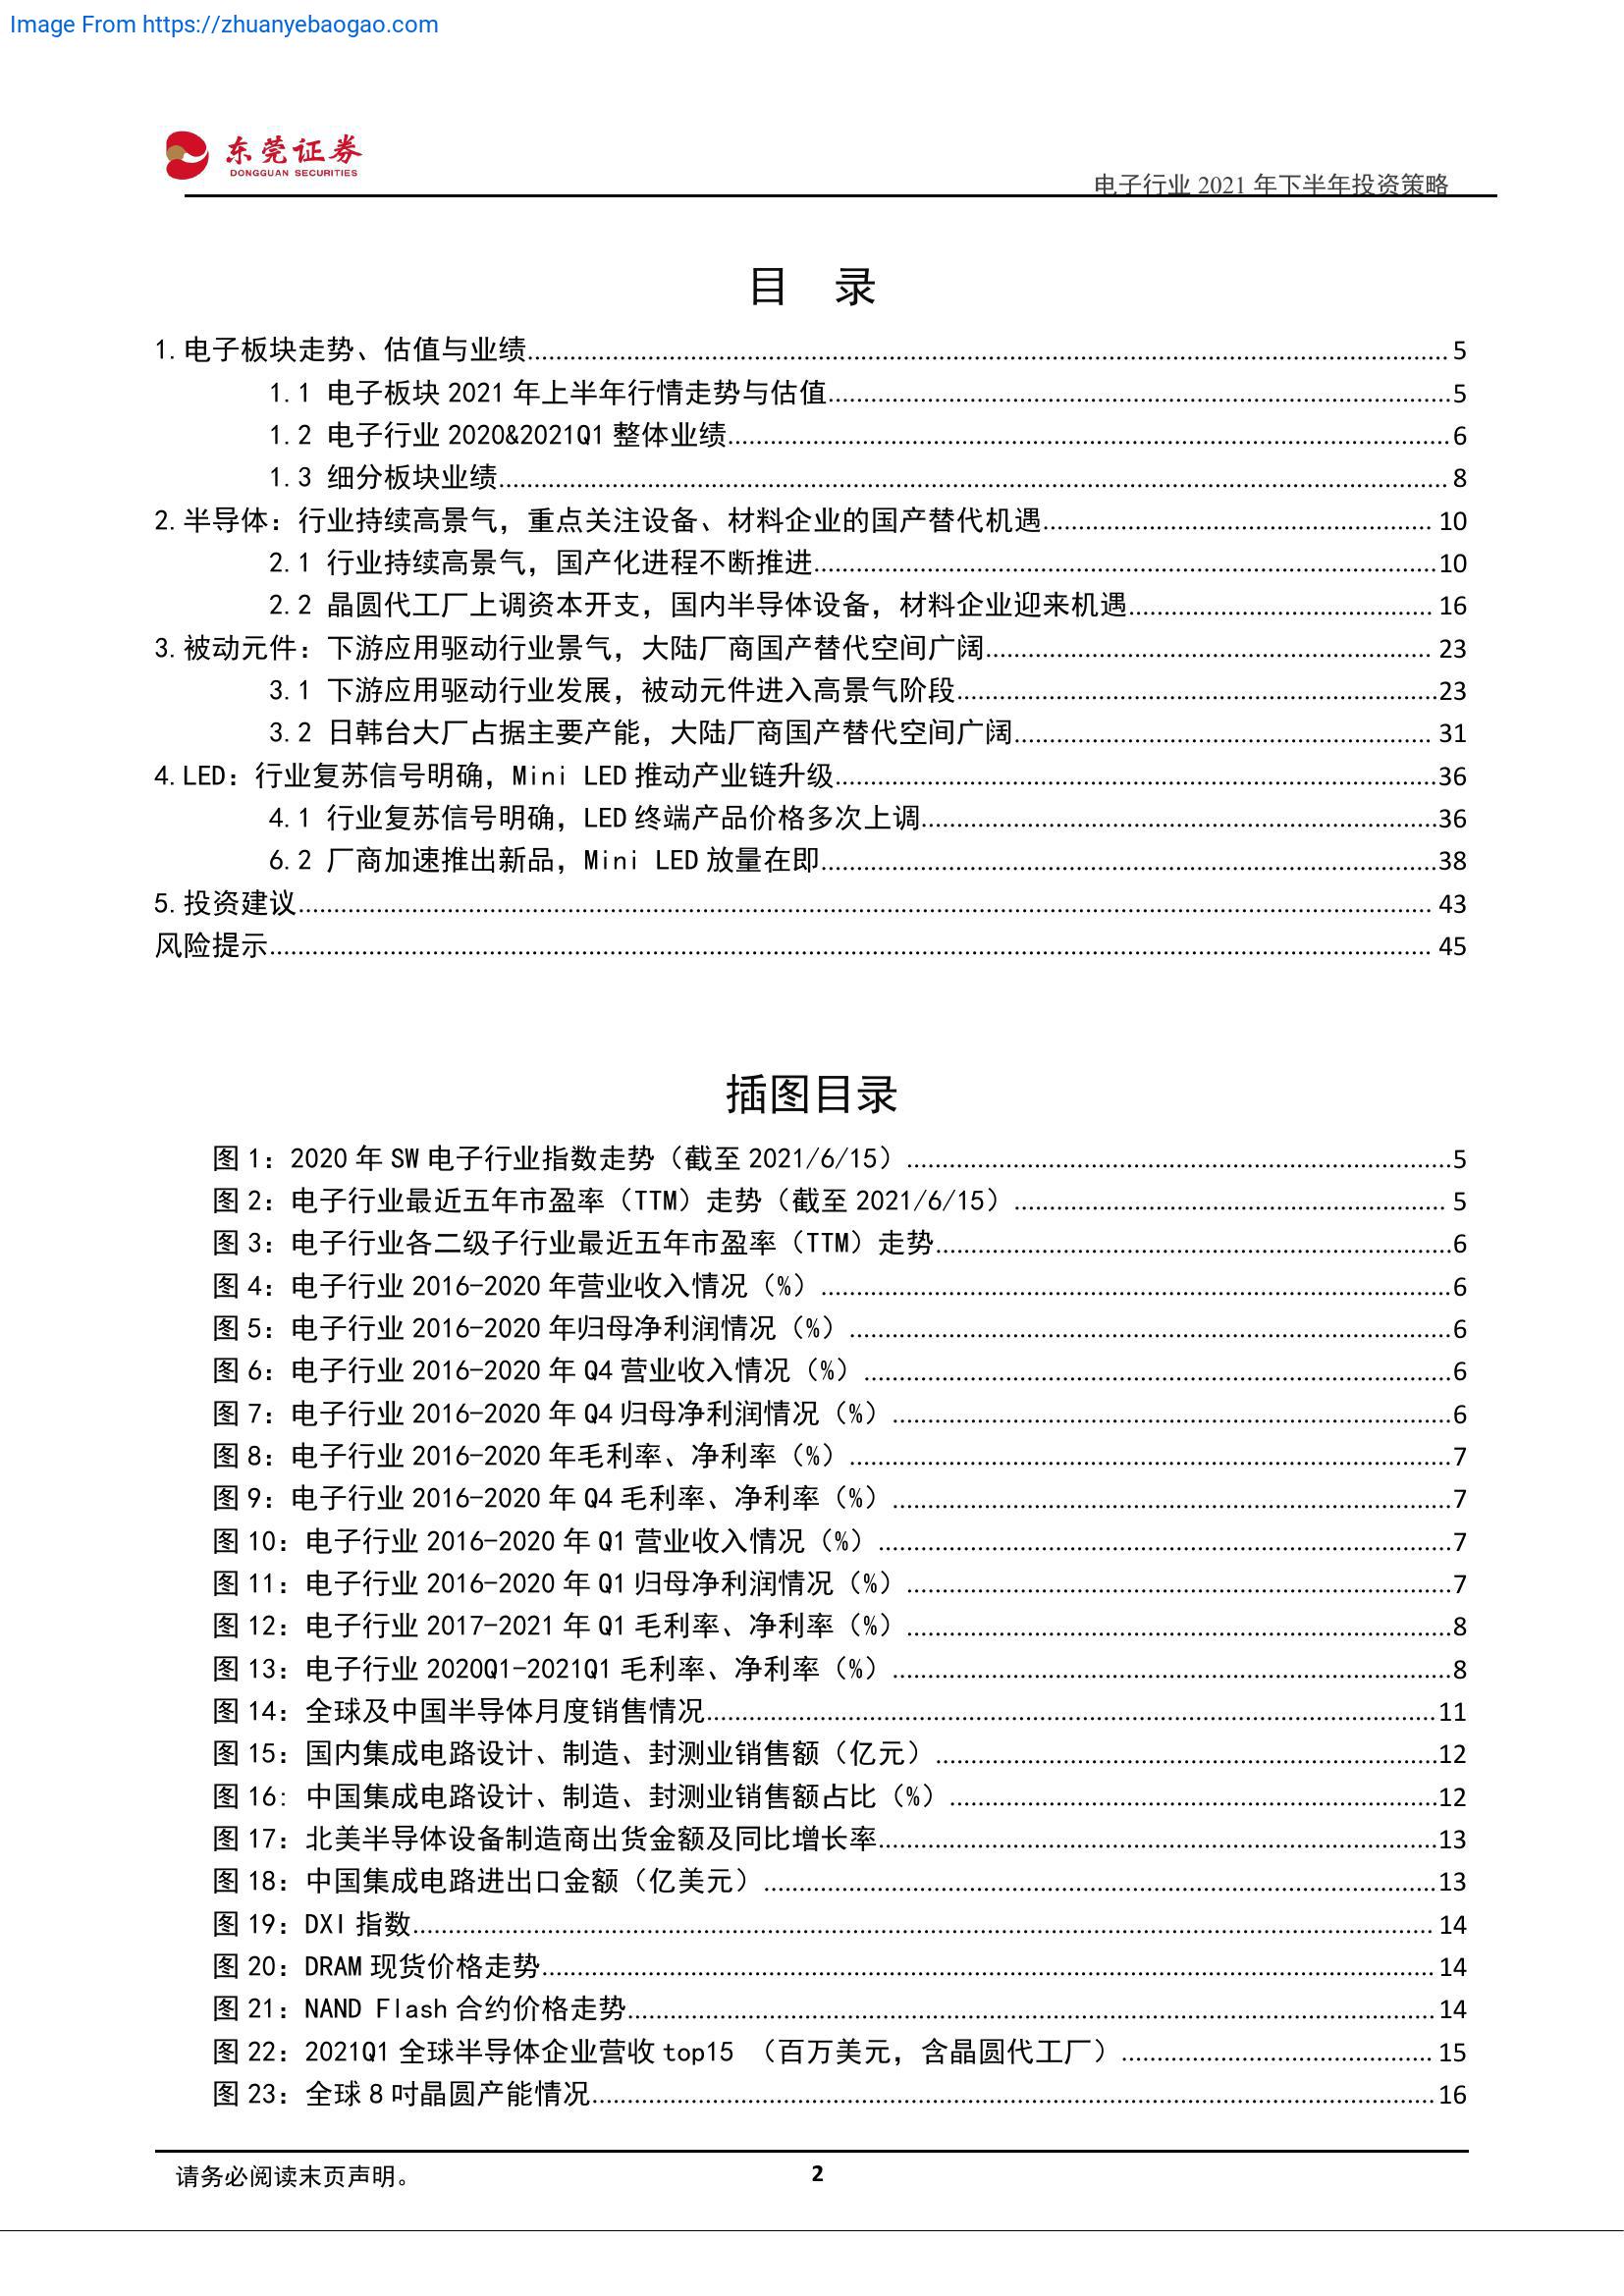 Image From https://zhuanyebaogao.com
东莞证券
DONGGUAN SECURITIES
电子行业 2021 年下半年投资策略
目 录
1.电子板块走势、估值与业绩 5
1.1 电子板块 2021 年上半年行情走势与估值 5
1.2 电子行业 2020&2021Q1 整体业绩 6
1.3 细分板块业绩 8
2.半导体：行业持续高景气，重点关注设备、材料企业的国产替代机遇 10
2.1 行业持续高景气，国产化进程不断推进 10
2.2 晶圆代工厂上调资本开支，国内半导体设备，材料企业迎来机遇 16
3.被动元件：下游应用驱动行业景气，大陆厂商国产替代空间广阔 23
3.1 下游应用驱动行业发展，被动元件进入高景气阶段 23
3.2 日韩台大厂占据主要产能，大陆厂商国产替代空间广阔 31
4.LED：行业复苏信号明确，Mini LED 推动产业链升级 36
4.1 行业复苏信号明确，LED 终端产品价格多次上调 36
6.2 厂商加速推出新品，Mini LED 放量在即 38
5.投资建议 43
风险提示 45
插图目录
图 1：2020 年 SW 电子行业指数走势（截至 2021/6/15） 5
图 2：电子行业最近五年市盈率（TTM）走势（截至 2021/6/15） 5
图 3：电子行业各二级子行业最近五年市盈率（TTM）走势 6
图 4：电子行业 2016-2020 年营业收入情况（%） 6
图 5：电子行业 2016-2020 年归母净利润情况（%） 6
图 6：电子行业 2016-2020 年 Q4 营业收入情况（%） 6
图 7：电子行业 2016-2020 年 Q4 归母净利润情况（%） 6
图 8：电子行业 2016-2020 年毛利率、净利率（%） 7
图 9：电子行业 2016-2020 年 Q4 毛利率、净利率（%） 7
图 10：电子行业 2016-2020 年 Q1 营业收入情况（%） 7
图 11：电子行业 2016-2020 年 Q1 归母净利润情况（%） 7
图 12：电子行业 2017-2021 年 Q1 毛利率、净利率（%） 8
图 13：电子行业 2020Q1-2021Q1 毛利率、净利率（%） 8
图 14：全球及中国半导体月度销售情况 11
图 15：国内集成电路设计、制造、封测业销售额（亿元） 12
图 16: 中国集成电路设计、制造、封测业销售额占比（%） 12
图 17：北美半导体设备制造商出货金额及同比增长率 13
图 18：中国集成电路进出口金额（亿美元） 13
图 19：DXI 指数 14
图 20：DRAM 现货价格走势 14
图 21：NAND Flash 合约价格走势 14
图 22：2021Q1 全球半导体企业营收 top15 （百万美元，含晶圆代工厂） 15
图 23：全球 8 吋晶圆产能情况 16
请务必阅读末页声明。 2